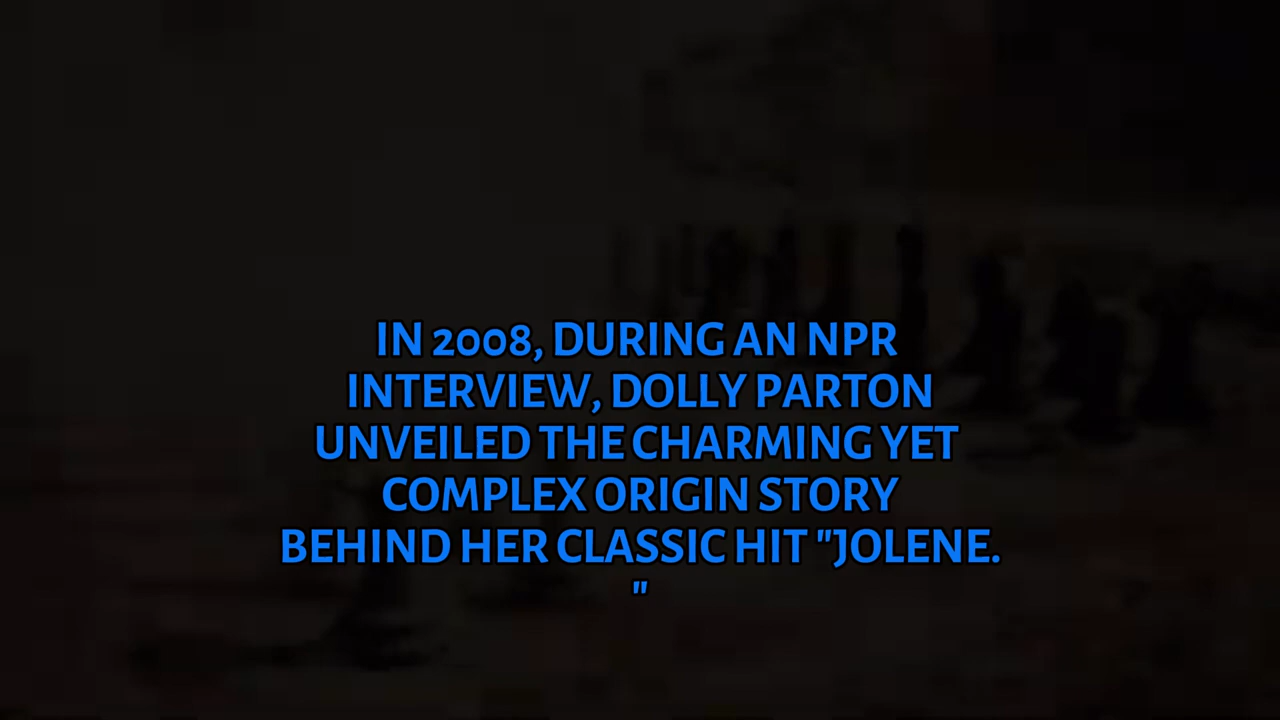 IN 2008, DURING AN NPR
INTERVIEW, DOLLY PARTON
UNVEILED THE CHARMING YET
COMPLEX ORIGIN STORY
BEHIND HER CLASSIC HIT "JOLENE.
"